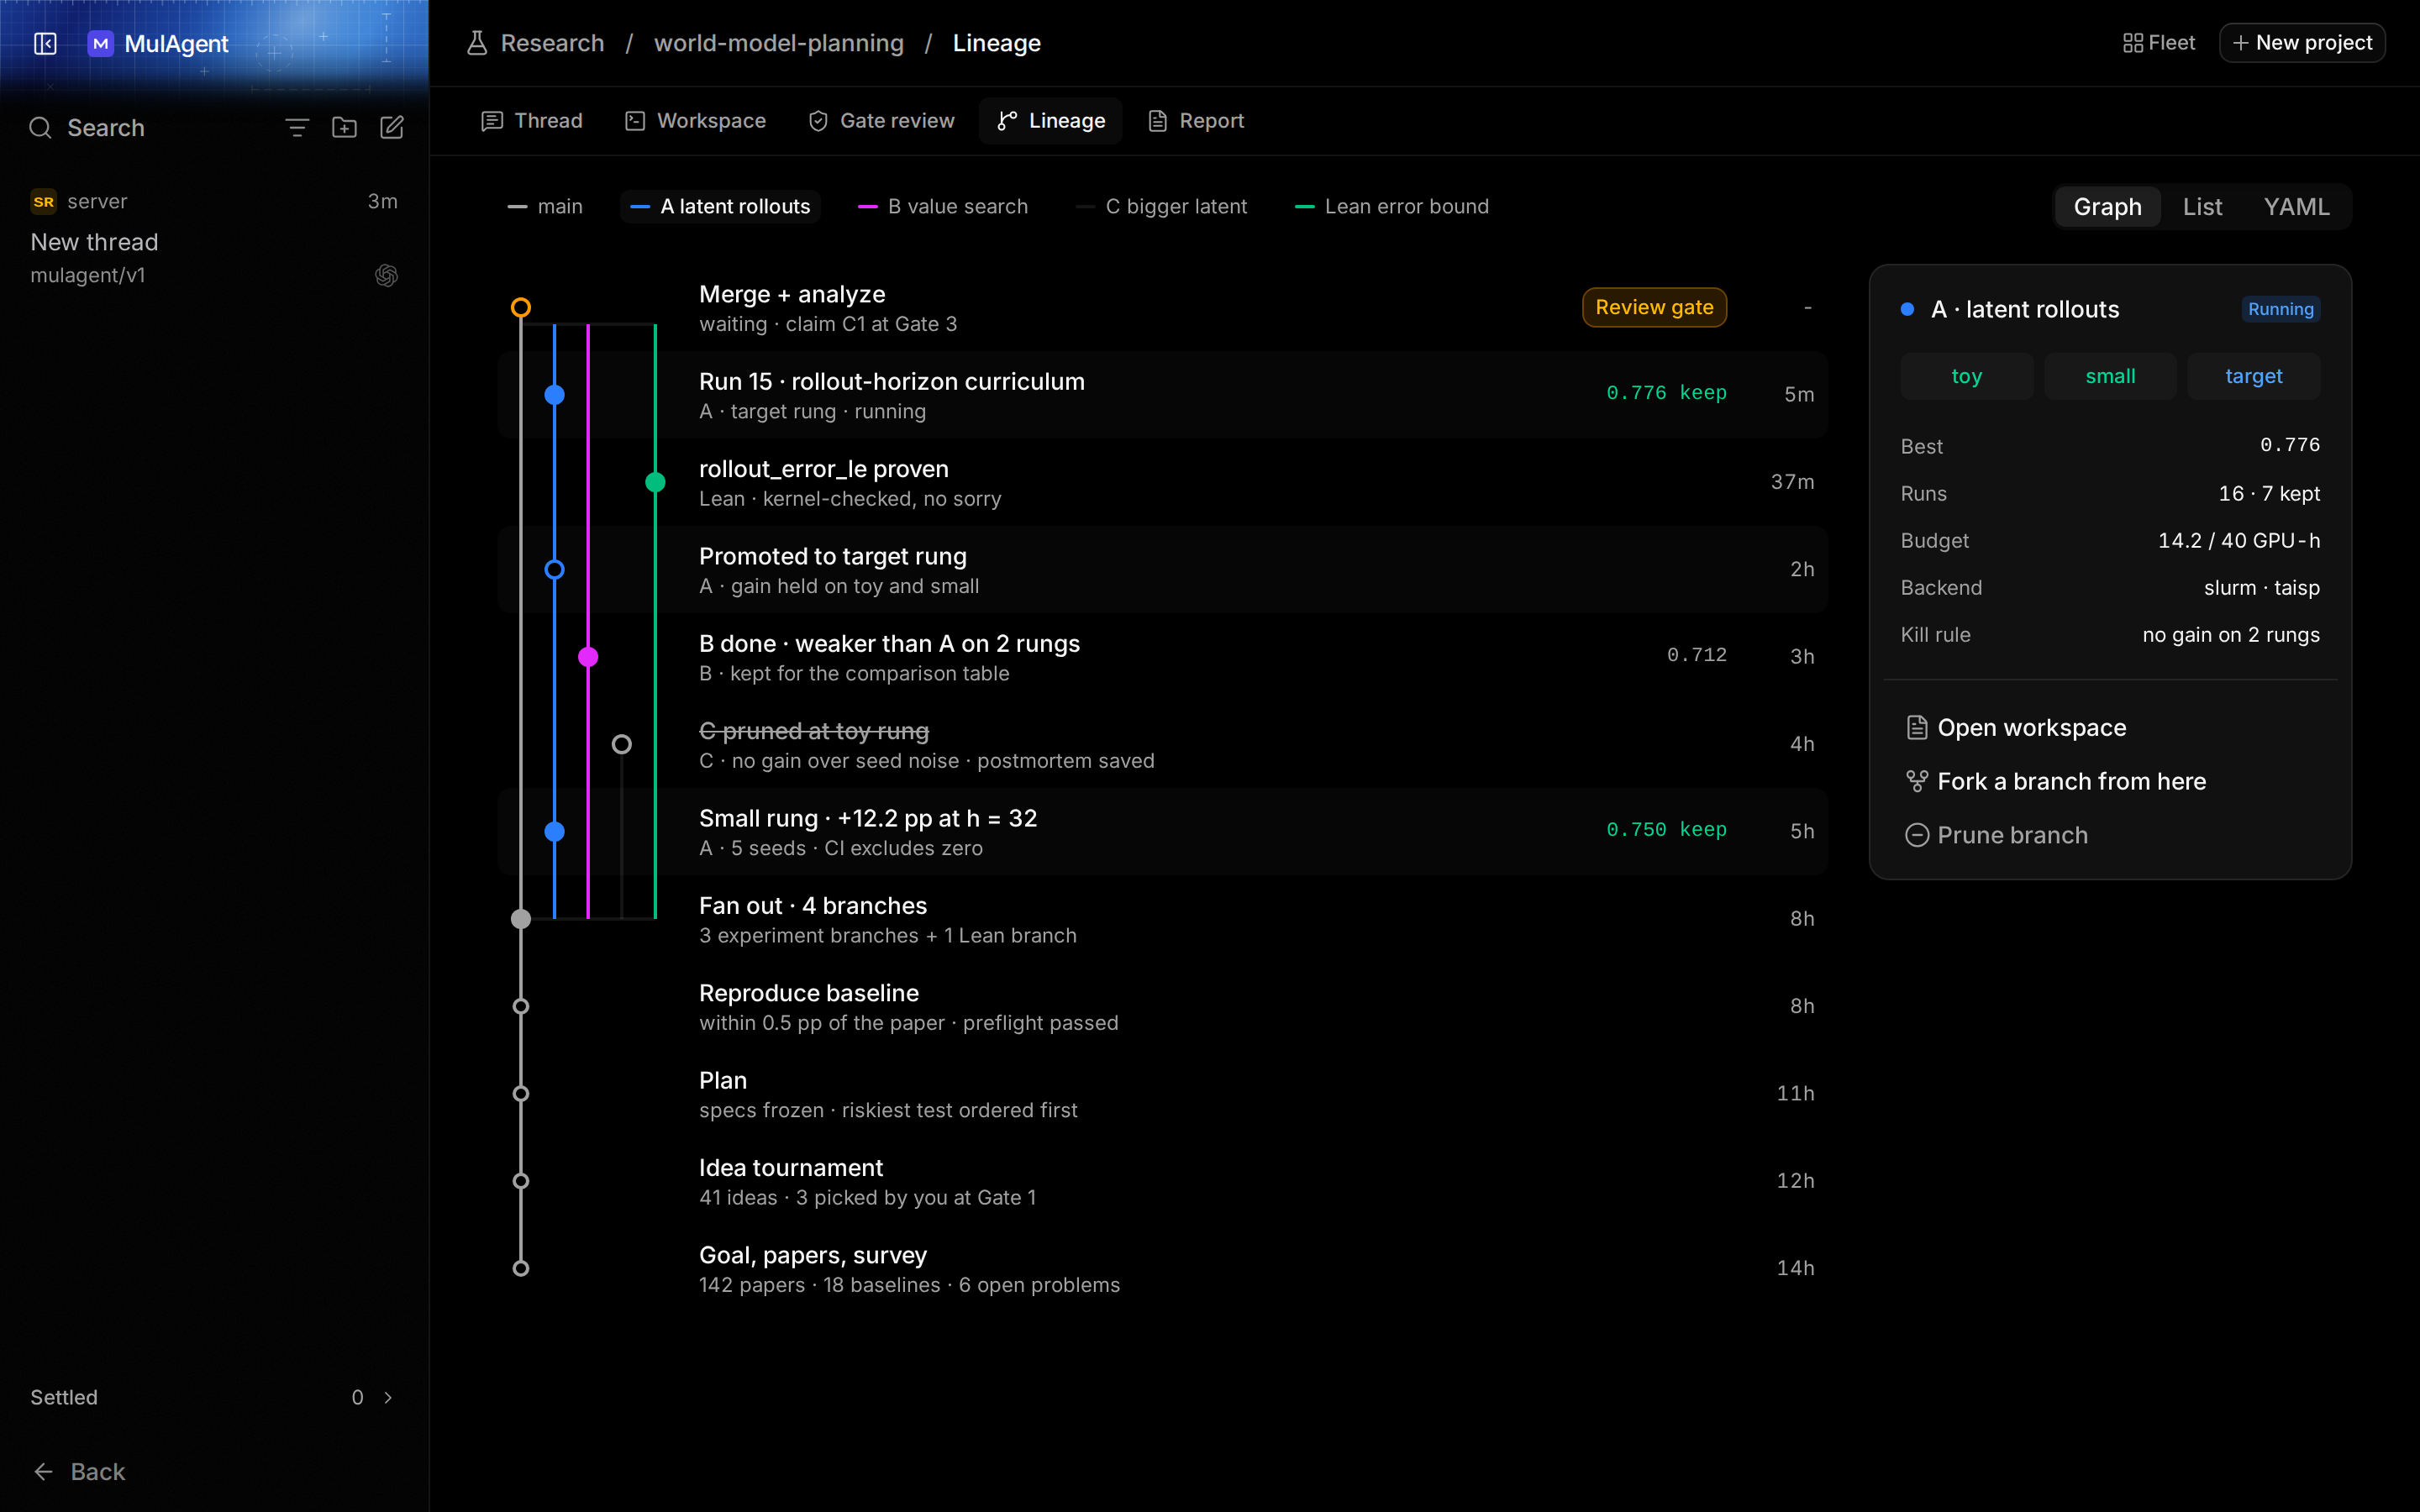 M MulAgent
Research / world-model-planning / Lineage
Fleet
New project
Search
Thread
Workspace
Gate review
Lineage
Report
SR server 3m
New thread
mulagent/v1
main
A latent rollouts
B value search
C bigger latent
Lean error bound
Graph
List
YAML
Merge + analyze
waiting · claim C1 at Gate 3
Review gate
-
Run 15 · rollout-horizon curriculum
A · target rung · running
0.776 keep
5m
rollout_error_le proven
Lean · kernel-checked, no sorry
37m
Promoted to target rung
A · gain held on toy and small
2h
B done · weaker than A on 2 rungs
B · kept for the comparison table
0.712
3h
C pruned at toy rung
C · no gain over seed noise · postmortem saved
4h
Small rung · +12.2 pp at h = 32
A · 5 seeds · CI excludes zero
0.750 keep
5h
Fan out · 4 branches
3 experiment branches + 1 Lean branch
8h
Reproduce baseline
within 0.5 pp of the paper · preflight passed
8h
Plan
specs frozen · riskiest test ordered first
11h
Idea tournament
41 ideas · 3 picked by you at Gate 1
12h
Goal, papers, survey
142 papers · 18 baselines · 6 open problems
14h
A · latent rollouts
Running
toy
small
target
Best 0.776
Runs 16 · 7 kept
Budget 14.2 / 40 GPU-h
Backend slurm · taisp
Kill rule no gain on 2 rungs
Open workspace
Fork a branch from here
Prune branch
Settled 0
Back